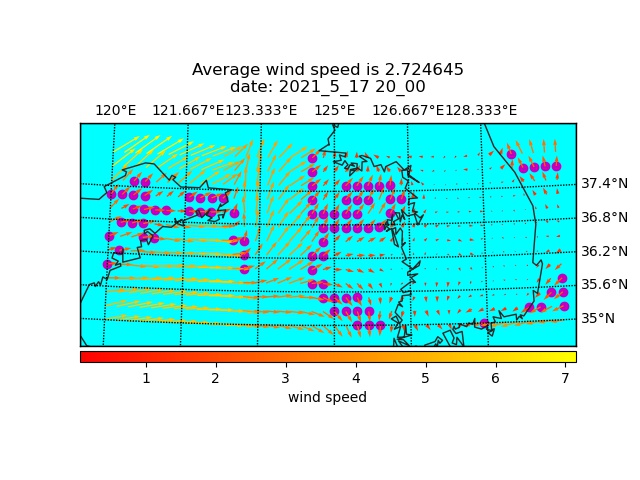 Average wind speed is 2.724645
date: 2021_5_17 20_00
120°E 121.667°E 123.333°E 125°E 126.667°E 128.333°E
37.4°N
36.8°N
36.2°N
35.6°N
35°N
1 2 3 4 5 6 7
wind speed